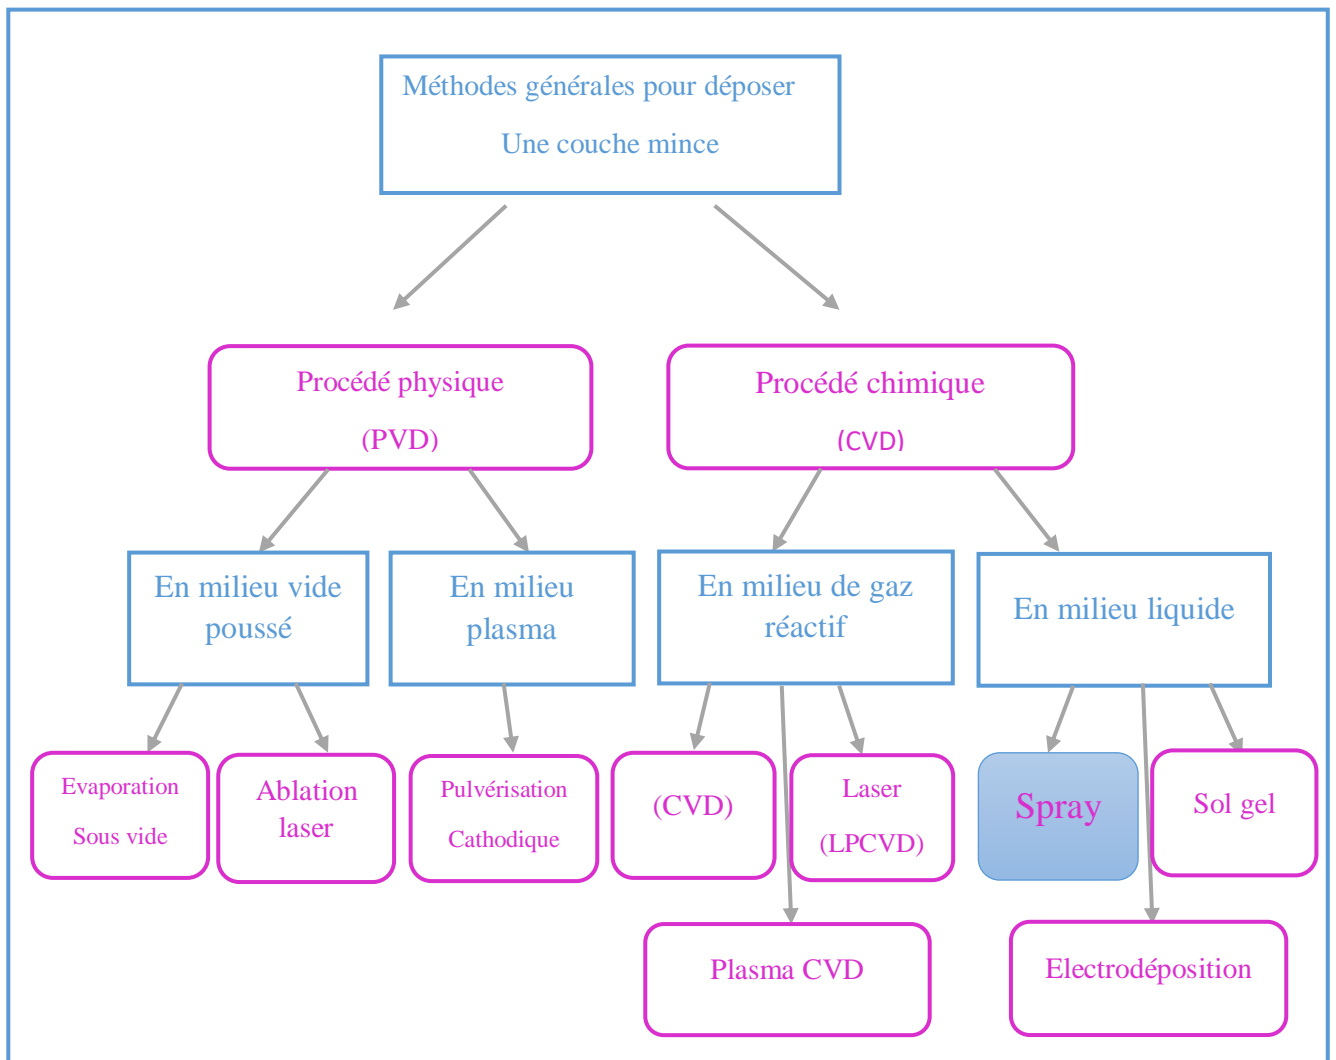 Méthodes générales pour déposer
Une couche mince
Procédé physique
(PVD)
Procédé chimique
(CVD)
En milieu vide
poussé
En milieu
plasma
En milieu de gaz
réactif
En milieu liquide
Evaporation
Sous vide
Ablation
laser
Pulvérisation
Cathodique
(CVD)
Laser
(LPCVD)
Spray
Sol gel
Plasma CVD
Electrodéposition